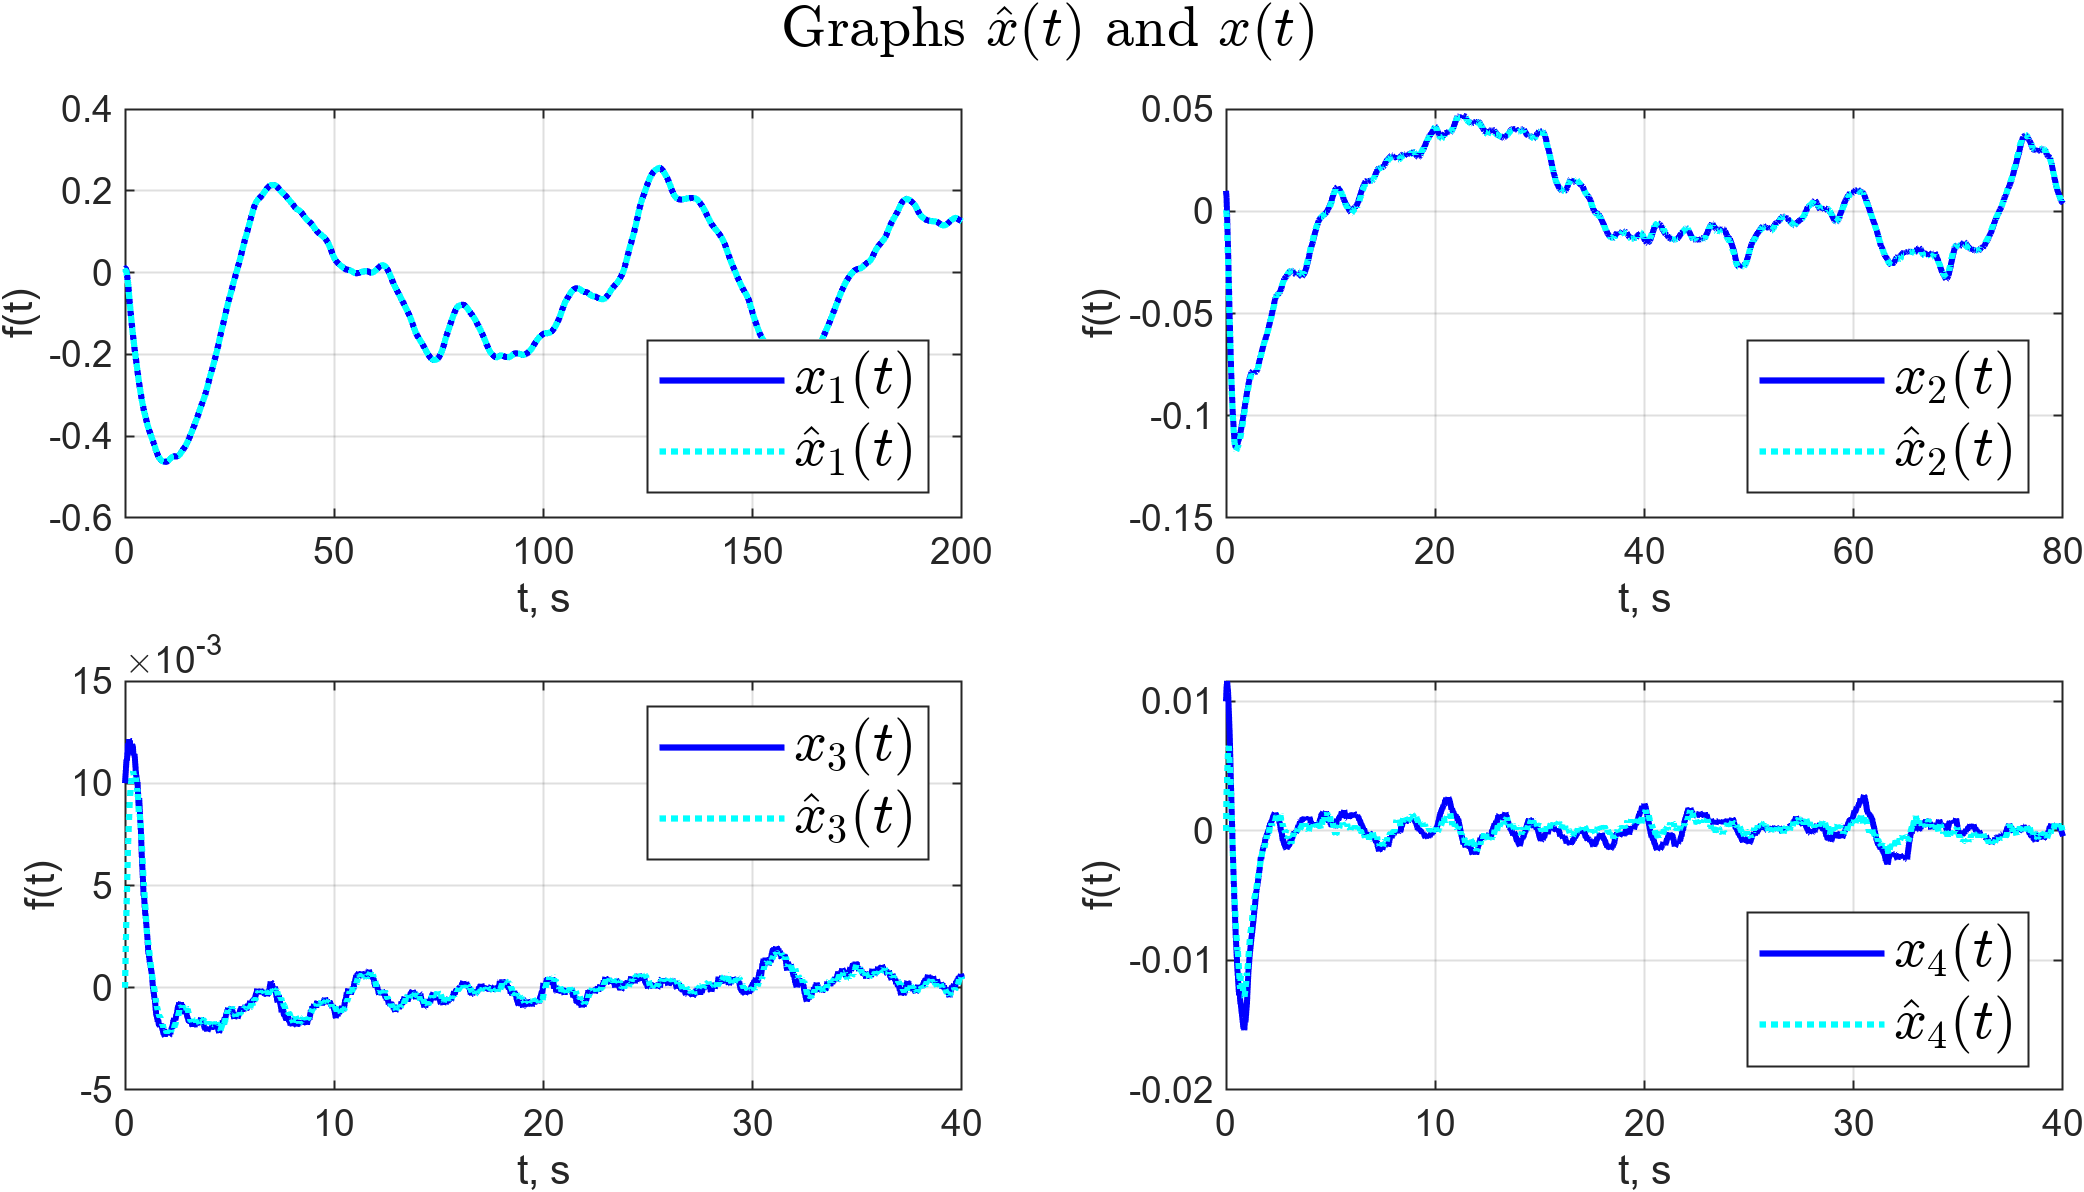 Graphs x̂(t) and x(t)
0.4
0.2
0
-0.2
-0.4
-0.6
f(t)
0 50 100 150 200
t, s
x₁(t)
x̂₁(t)
0.05
0
-0.05
-0.1
-0.15
f(t)
0 20 40 60 80
t, s
x₂(t)
x̂₂(t)
×10⁻³
15
10
5
0
-5
f(t)
0 10 20 30 40
t, s
x₃(t)
x̂₃(t)
0.01
0
-0.01
-0.02
f(t)
0 10 20 30 40
t, s
x₄(t)
x̂₄(t)